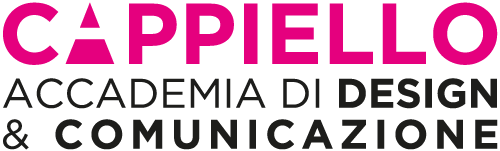 CAPPIELLO
ACCADEMIA DI DESIGN
& COMUNICAZIONE